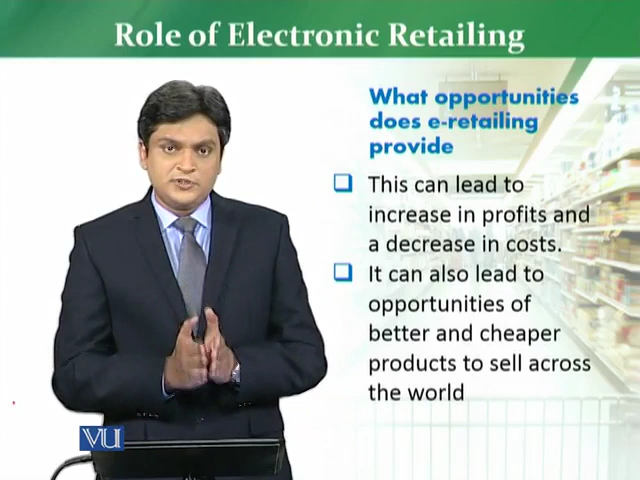 Role of Electronic Retailing
What opportunities
does e-retailing
provide
This can lead to
increase in profits and
a decrease in costs.
It can also lead to
opportunities of
better and cheaper
products to sell across
the world
VU